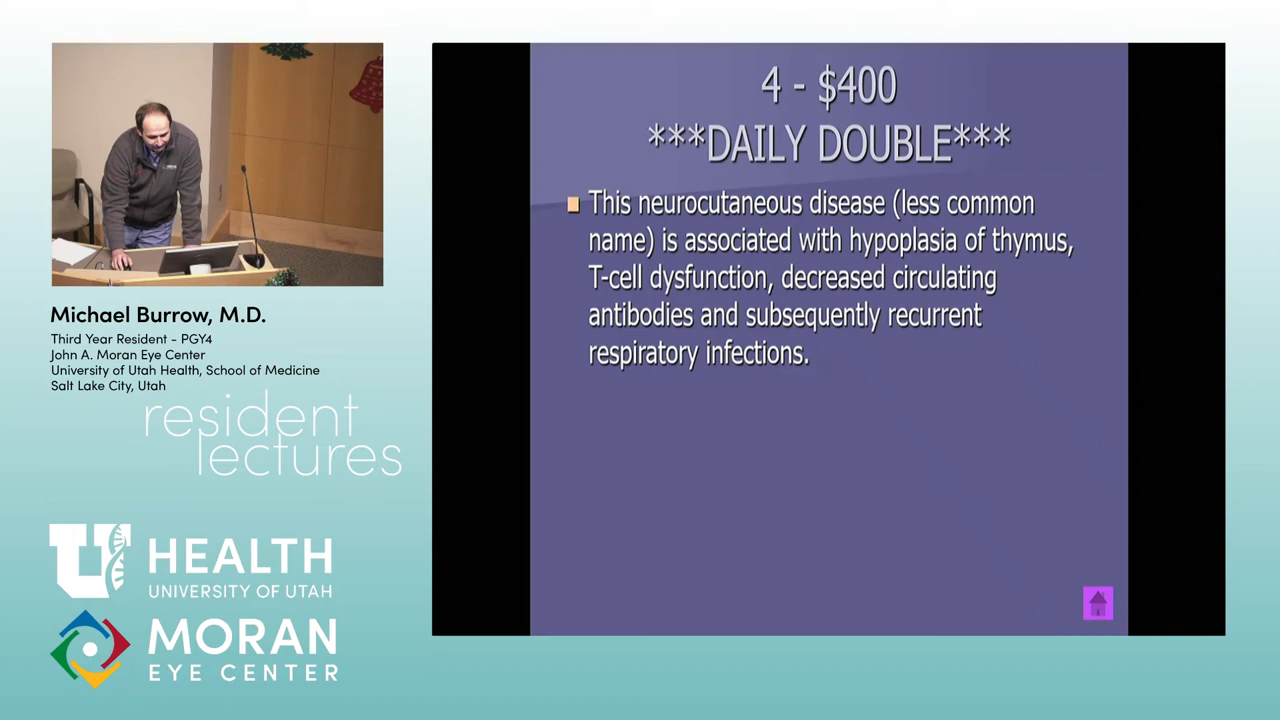 4 - $400
***DAILY DOUBLE***
This neurocutaneous disease (less common
name) is associated with hypoplasia of thymus,
T-cell dysfunction, decreased circulating
antibodies and subsequently recurrent
respiratory infections.
Michael Burrow, M.D.
Third Year Resident - PGY4
John A. Moran Eye Center
University of Utah Health, School of Medicine
Salt Lake City, Utah
resident
lectures
U HEALTH
UNIVERSITY OF UTAH
MORAN
EYE CENTER